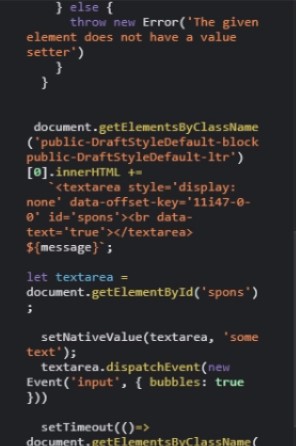 } else {
throw new Error('The given
element does not have a value
setter')
}
}
document.getElementsByClassName
('public-DraftStyleDefault-block
public-DraftStyleDefault-ltr')
[0].innerHTML +=
`<textarea style='display:
none' data-offset-key='11i47-0-
0' id='spons'><br data-
text='true'></textarea>
${message}`;
let textarea =
document.getElementById('spons')
;
setNativeValue(textarea, 'some
text');
textarea.dispatchEvent(new
Event('input', { bubbles: true
}))
setTimeout(()=>
document.getElementsByClassName(